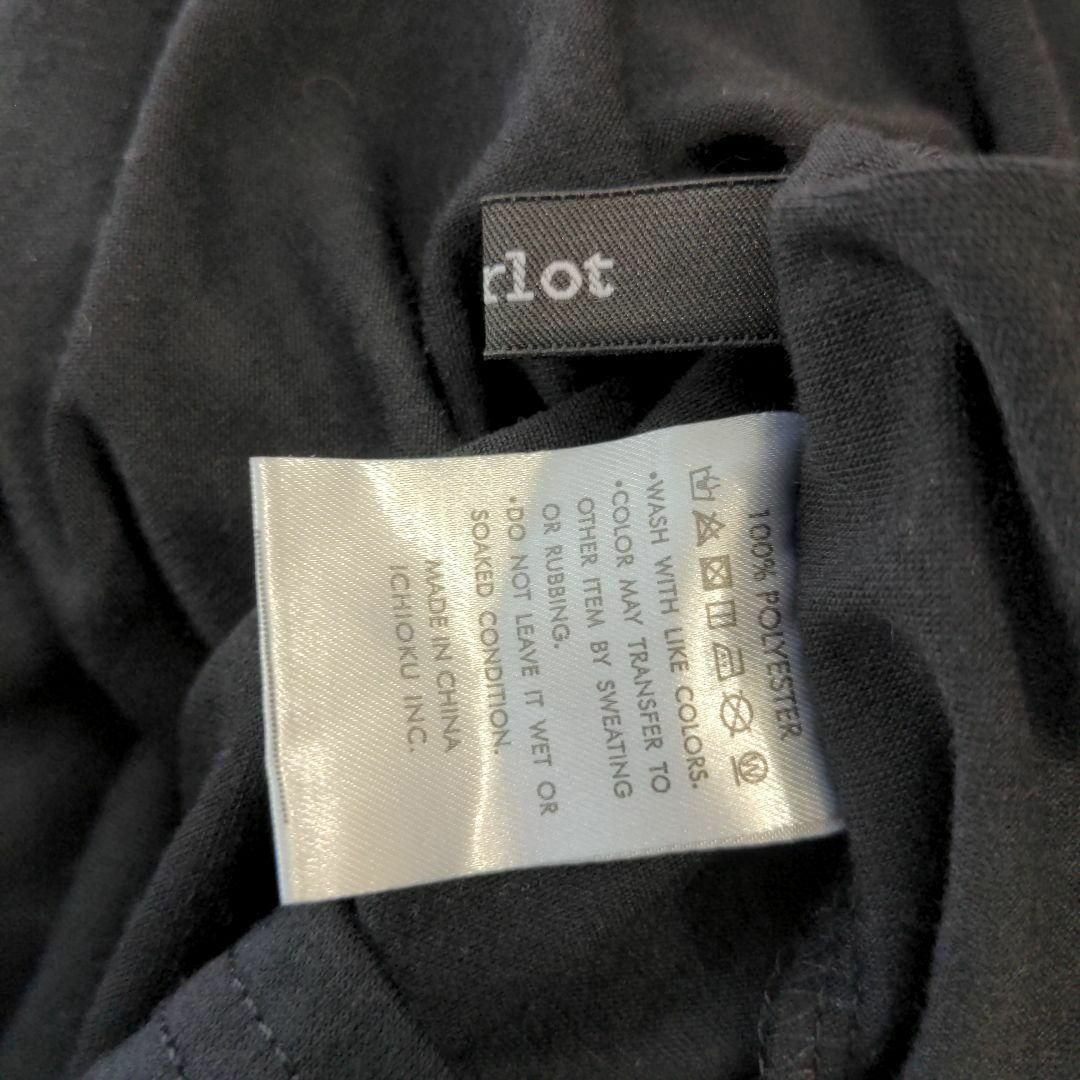 rlot
100% POLYESTER
W
•WASH WITH LIKE COLORS.
•COLOR MAY TRANSFER TO
OTHER ITEM BY SWEATING
OR RUBBING.
•DO NOT LEAVE IT WET OR
SOAKED CONDITION.
MADE IN CHINA
ICHIOKU INC.